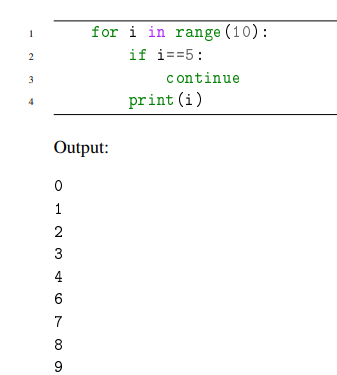 1 for i in range(10):
2 if i==5:
3 continue
4 print(i)
Output:
0
1
2
3
4
6
7
8
9